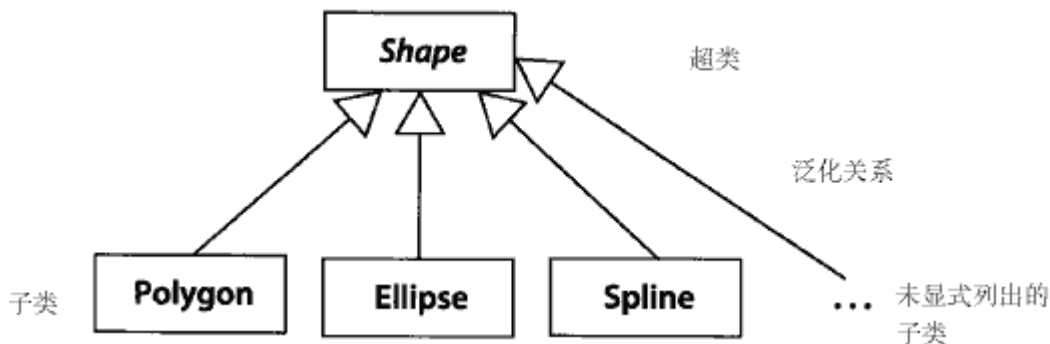 Shape
超类
泛化关系
子类
Polygon
Ellipse
Spline
... 未显式列出的
子类